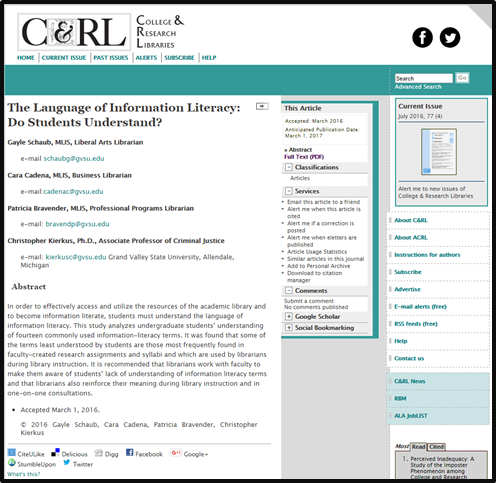 C&RL
COLLEGE &
RESEARCH
LIBRARIES
HOME | CURRENT ISSUE | PAST ISSUES | ALERTS | SUBSCRIBE | HELP
Search
Go
Advanced Search
The Language of Information Literacy:
Do Students Understand?
Gayle Schaub, MLIS, Liberal Arts Librarian
e-mail schaubg@gvsu.edu
Cara Cadena, MLIS, Business Librarian
e-mail:cadenac@gvsu.edu
Patricia Bravender, MLIS, Professional Programs Librarian
e-mail: bravendp@gvsu.edu
Christopher Kierkus, Ph.D., Associate Professor of Criminal Justice
e-mail: kierkusc@gvsu.edu Grand Valley State University, Allendale,
Michigan
Abstract
In order to effectively access and utilize the resources of the academic library and
to become information literate, students must understand the language of
information literacy. This study analyzes undergraduate students' understanding
of fourteen commonly used information-literacy terms. It was found that some of
the terms least understood by students are those most frequently found in
faculty-created research assignments and syllabi and which are used by librarians
during library instruction. It is recommended that librarians work with faculty to
make them aware of students' lack of understanding of information literacy terms
and that librarians also reinforce their meaning during library instruction and in
one-on-one consultations.
• Accepted March 1, 2016.
© 2016 Gayle Schaub, Cara Cadena, Patricia Bravender, Christopher
Kierkus
CiteULike Delicious Digg Facebook Google+
StumbleUpon Twitter
What's this?
This Article
Accepted: March 2016
Anticipated Publication Date:
March 1, 2017
» Abstract
Full Text (PDF)
Classifications
Articles
Services
Email this article to a friend
Alert me when this article is
cited
Alert me if a correction is
posted
Alert me when eletters are
published
Article Usage Statistics
Similar articles in this journal
Add to Personal Archive
Download to citation
manager
Comments
Submit a comment
No comments published
Google Scholar
Social Bookmarking
Current Issue
July 2016, 77 (4)
Alert me to new issues of
College & Research Libraries
About C&RL
About ACRL
Instructions for authors
Subscribe
Advertise
E-mail alerts (free)
RSS feeds (free)
Help
Contact us
C&RL News
RBM
ALA JobLIST
Most Read Cited
1. Perceived Inadequacy: A
Study of the Imposter
Phenomenon among
College and Research